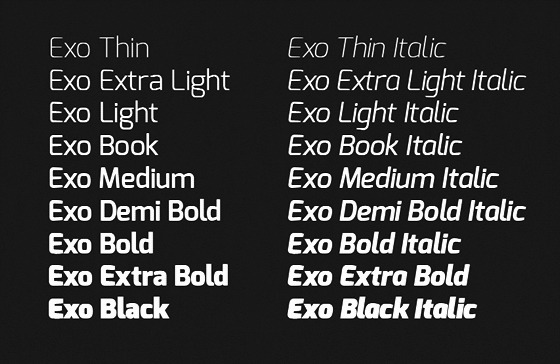 Exo Thin
Exo Extra Light
Exo Light
Exo Book
Exo Medium
Exo Demi Bold
Exo Bold
Exo Extra Bold
Exo Black
Exo Thin Italic
Exo Extra Light Italic
Exo Light Italic
Exo Book Italic
Exo Medium Italic
Exo Demi Bold Italic
Exo Bold Italic
Exo Extra Bold
Exo Black Italic